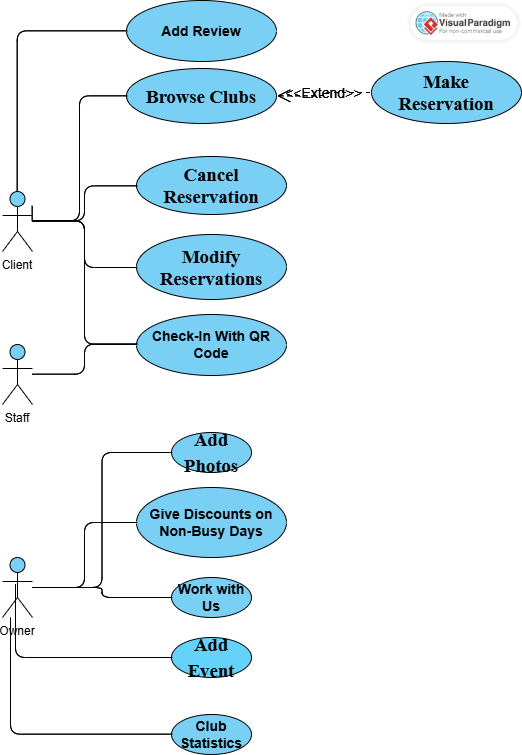 Made with
Visual Paradigm
For non-commercial use
Add Review
Browse Clubs
<<Extend>>
Make
Reservation
Cancel
Reservation
Modify
Reservations
Client
Check-In With QR
Code
Staff
Add
Photos
Give Discounts on
Non-Busy Days
Work with
Us
Owner
Add
Event
Club
Statistics